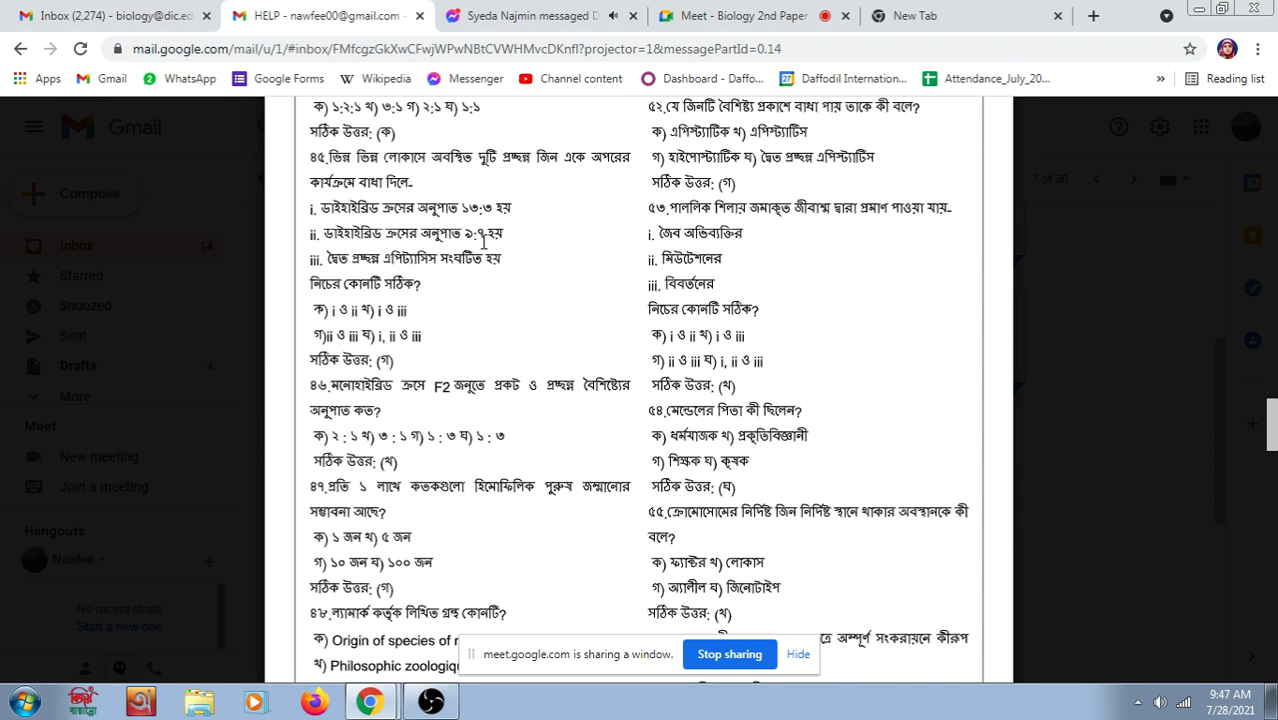 Inbox (2,274) - biology@dic.ed
HELP - nawfee00@gmail.com -
Syeda Najmin messaged
Meet - Biology 2nd Paper
New Tab
mail.google.com/mail/u/1/#inbox/FMfcgzGkXwCFwjWPwNBtCVWHMvcDKnfl?projector=1&messagePartId=0.14
Apps
Gmail
WhatsApp
Google Forms
Wikipedia
Messenger
Channel content
Dashboard - Daffo...
Daffodil Internation...
Attendance_July_20...
»
Reading list
Gmail
Compose
Inbox 14
Starred
Snoozed
Sent
Drafts 4
More
Meet
New meeting
Join a meeting
Hangouts
Nawfee
No recent chats
Start a new one
7 of 30
ক) ১:২:১ খ) ৩:১ গ) ২:১ ঘ) ১:১
সঠিক উত্তর: (ক)
৪৫.ভিন্ন ভিন্ন লোকাসে অবস্থিত দুটি প্রচ্ছন্ন জিন একে অপরের
কার্যক্রমে বাধা দিলে-
i. ডাইহাইব্রিড ক্রসের অনুপাত ১৩:৩ হয়
ii. ডাইহাইব্রিড ক্রসের অনুপাত ৯:৭ হয়
iii. দ্বৈত প্রচ্ছন্ন এপিট্যাসিস সংঘটিত হয়
নিচের কোনটি সঠিক?
ক) i ও ii খ) i ও iii
গ)ii ও iii ঘ) i, ii ও iii
সঠিক উত্তর: (গ)
৪৬.মনোহাইব্রিড ক্রসে F2 জনুতে প্রকট ও প্রচ্ছন্ন বৈশিষ্ট্যের
অনুপাত কত?
ক) ২ : ১ খ) ৩ : ১ গ) ১ : ৩ ঘ) ১ : ৩
সঠিক উত্তর: (খ)
৪৭.প্রতি ১ লাখে কতকগুলো হিমোফিলিক পুরুষ জন্মানোর
সম্ভাবনা আছে?
ক) ১ জন খ) ৫ জন
গ) ১০ জন ঘ) ১০০ জন
সঠিক উত্তর: (গ)
৪৮.ল্যামার্ক কর্তৃক লিখিত গ্রন্থ কোনটি?
ক) Origin of species of
খ) Philosophic zoologiq
৫২.যে জিনটি বৈশিষ্ট্য প্রকাশে বাধা পায় তাকে কী বলে?
ক) এপিস্ট্যাটিক খ) এপিস্ট্যাটিস
গ) হাইপোস্ট্যাটিক ঘ) দ্বৈত প্রচ্ছন্ন এপিস্ট্যাটিস
সঠিক উত্তর: (গ)
৫৩.পাললিক শিলার জমাকৃত জীবাশ্ম দ্বারা প্রমাণ পাওয়া যায়-
i. জৈব অভিব্যক্তির
ii. মিউটেশনের
iii. বিবর্তনের
নিচের কোনটি সঠিক?
ক) i ও ii খ) i ও iii
গ) ii ও iii ঘ) i, ii ও iii
সঠিক উত্তর: (খ)
৫৪.মেন্ডেলের পিতা কী ছিলেন?
ক) ধর্মযাজক খ) প্রকৃতিবিজ্ঞানী
গ) শিক্ষক ঘ) কৃষক
সঠিক উত্তর: (ঘ)
৫৫.ক্রোমোসোমের নির্দিষ্ট জিন নির্দিষ্ট স্থানে থাকার অবস্থানকে কী
বলে?
ক) ফ্যাক্টর খ) লোকাস
গ) অ্যালীল ঘ) জিনোটাইপ
সঠিক উত্তর: (খ)
অম্পূর্ণ সংকরায়নে কীরূপ
meet.google.com is sharing a window.
Stop sharing
Hide
9:47 AM
7/28/2021